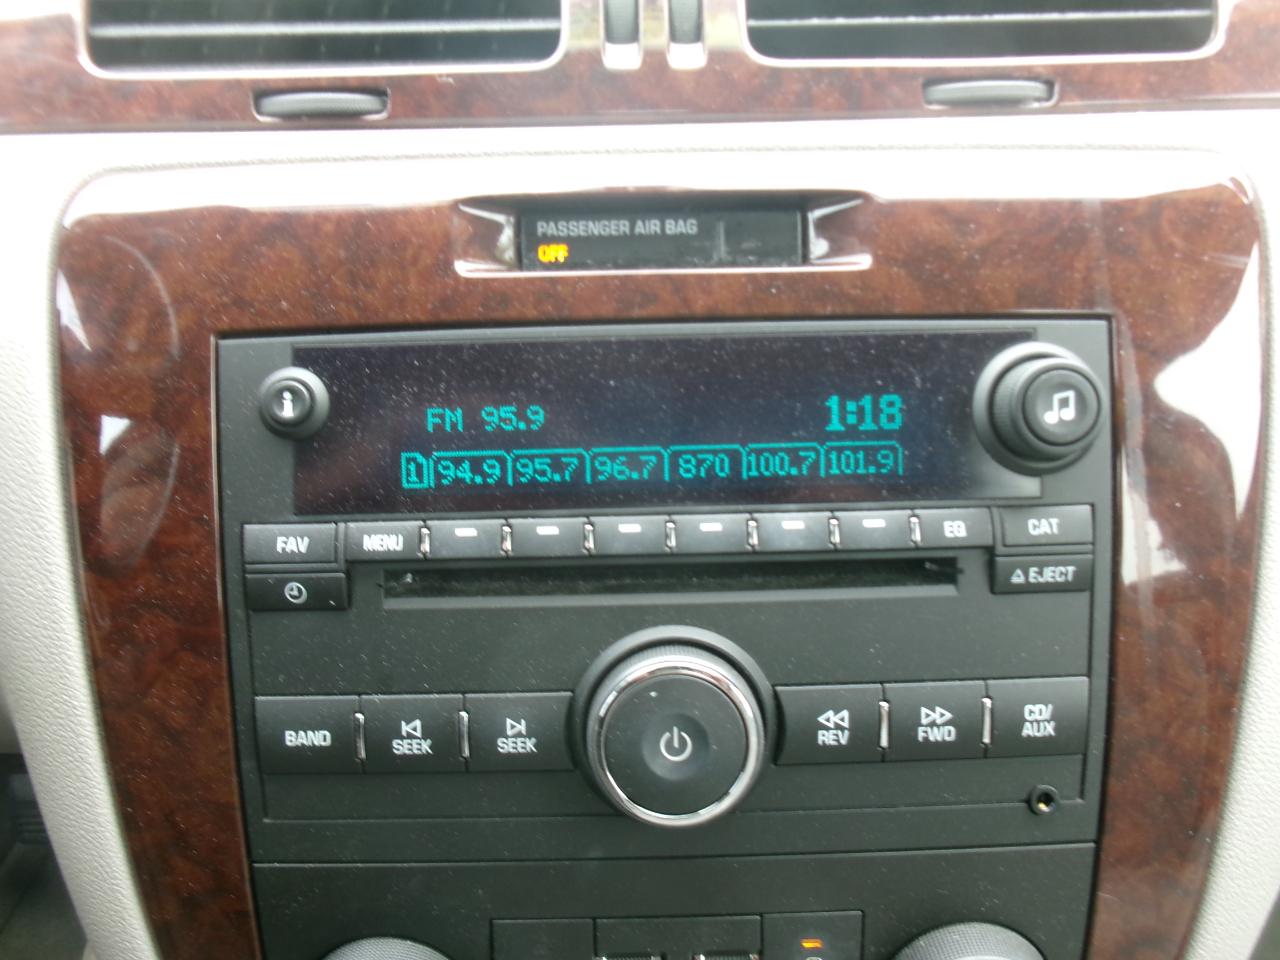 PASSENGER AIR BAG
OFF
i
FM 95.9 1:18
1 94.9 95.7 96.7 870 100.7 101.9
FAV MENU EQ CAT
EJECT
BAND SEEK SEEK REV FWD CD/AUX